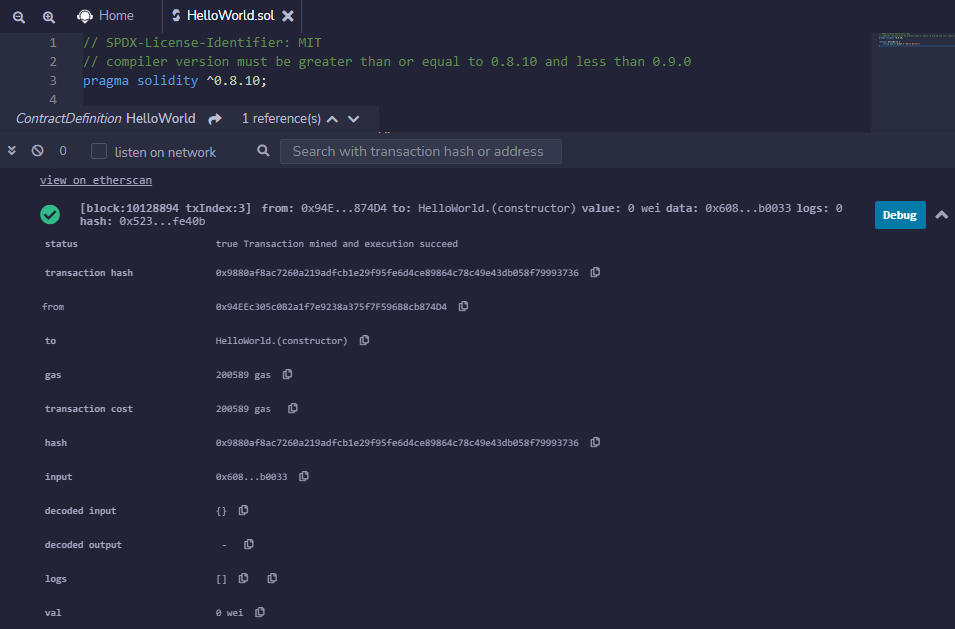 Home
HelloWorld.sol
1 // SPDX-License-Identifier: MIT
2 // compiler version must be greater than or equal to 0.8.10 and less than 0.9.0
3 pragma solidity ^0.8.10;
4
ContractDefinition HelloWorld 1 reference(s)
0 listen on network Search with transaction hash or address
view on etherscan
[block:10128894 txIndex:3] from: 0x94E...874D4 to: HelloWorld.(constructor) value: 0 wei data: 0x608...b0033 logs: 0
hash: 0x523...fe40b
Debug
status true Transaction mined and execution succeed
transaction hash 0x9880af8ac7260a219adfcb1e29f95fe6d4ce89864c78c49e43db058f79993736
from 0x94EEc305c0B2a1f7e9238a375f7F596B8cb874D4
to HelloWorld.(constructor)
gas 200589 gas
transaction cost 200589 gas
hash 0x9880af8ac7260a219adfcb1e29f95fe6d4ce89864c78c49e43db058f79993736
input 0x608...b0033
decoded input {}
decoded output -
logs []
val 0 wei